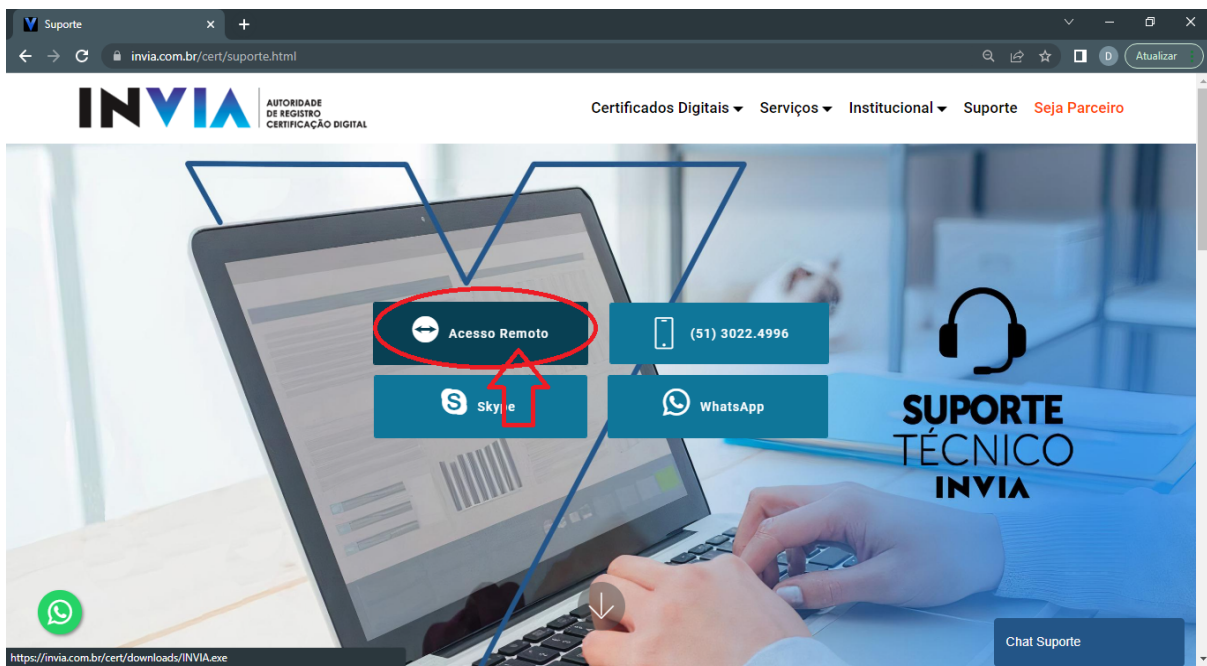 Suporte
invia.com.br/cert/suporte.html
D
Atualizar
INVIA
AUTORIDADE
DE REGISTRO
CERTIFICAÇÃO DIGITAL
Certificados Digitais Serviços Institucional Suporte Seja Parceiro
Acesso Remoto
(51) 3022.4996
Skype
WhatsApp
SUPORTE
TÉCNICO
INVIA
Chat Suporte
https://invia.com.br/cert/downloads/INVIA.exe